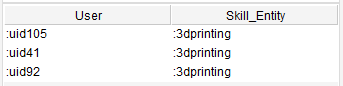 User Skill_Entity
:uid105 :3dprinting
:uid41 :3dprinting
:uid92 :3dprinting